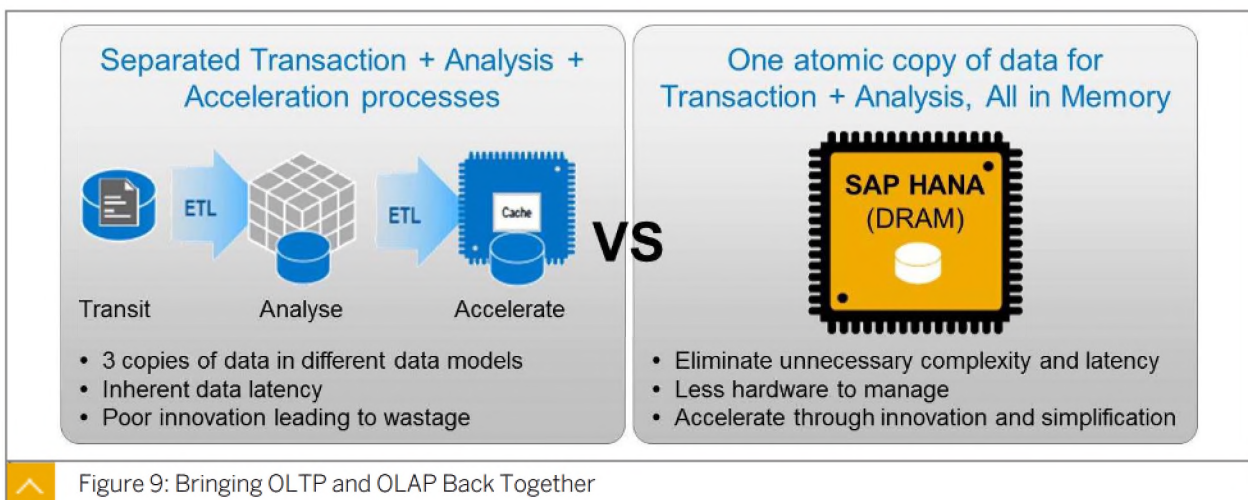 Separated Transaction + Analysis +
Acceleration processes
ETL
ETL
Cache
Transit
Analyse
Accelerate
• 3 copies of data in different data models
• Inherent data latency
• Poor innovation leading to wastage
VS
One atomic copy of data for
Transaction + Analysis, All in Memory
SAP HANA
(DRAM)
• Eliminate unnecessary complexity and latency
• Less hardware to manage
• Accelerate through innovation and simplification
Figure 9: Bringing OLTP and OLAP Back Together